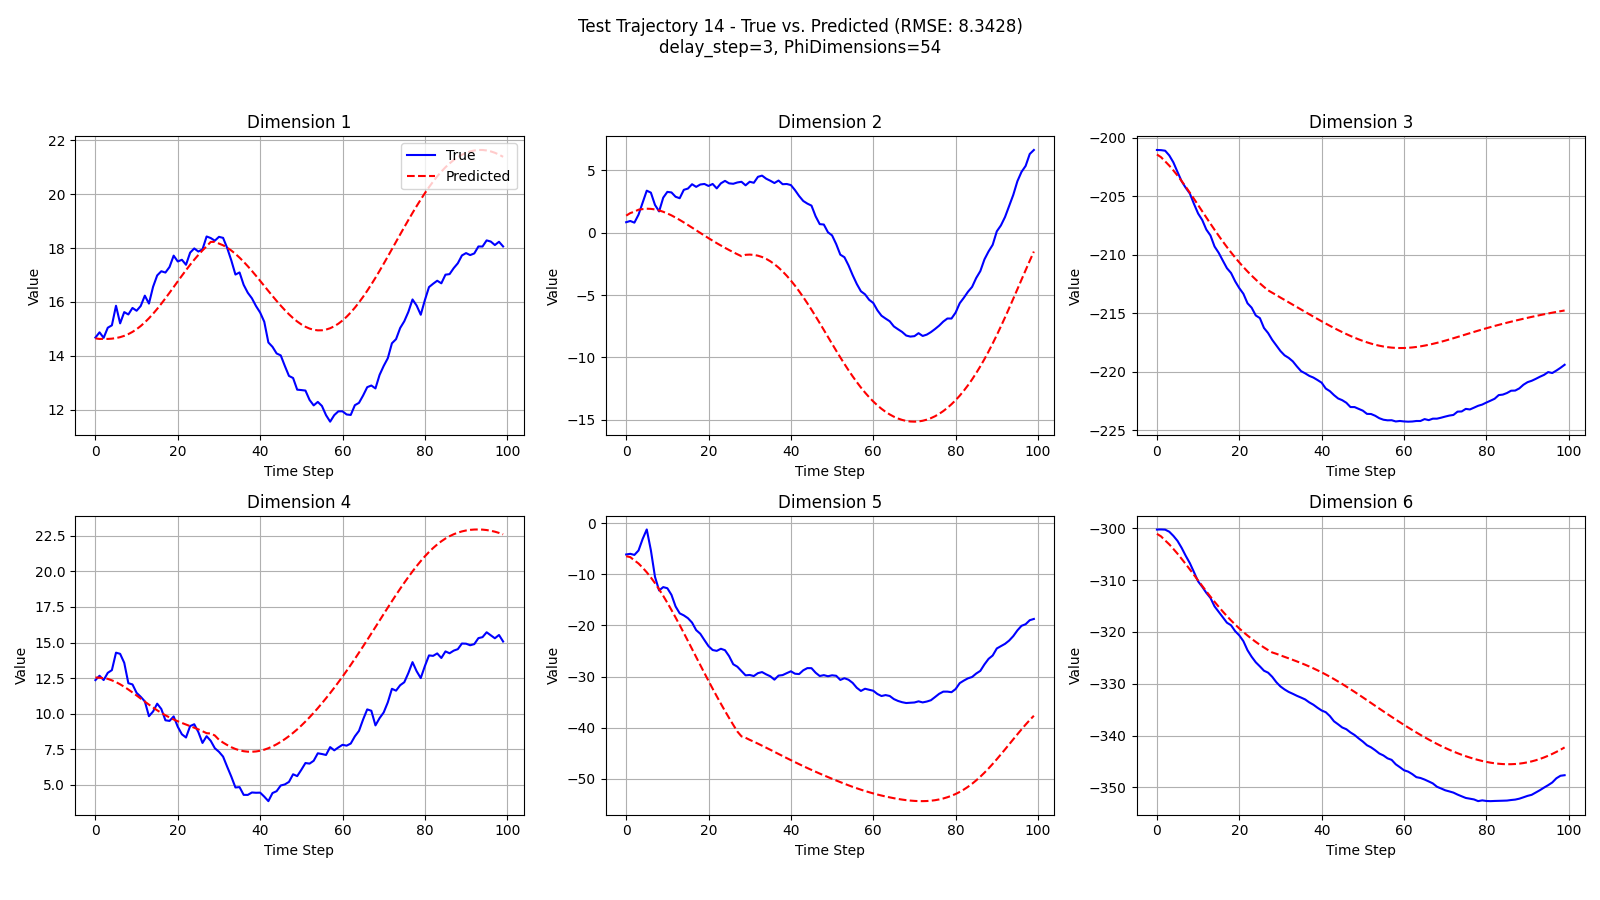 Test Trajectory 14 - True vs. Predicted (RMSE: 8.3428)
delay_step=3, PhiDimensions=54
Dimension 1
22
20
18
16
14
12
Value
0 20 40 60 80 100
Time Step
True
Predicted
Dimension 2
5
0
−5
−10
−15
Value
0 20 40 60 80 100
Time Step
Dimension 3
−200
−205
−210
−215
−220
−225
Value
0 20 40 60 80 100
Time Step
Dimension 4
22.5
20.0
17.5
15.0
12.5
10.0
7.5
5.0
Value
0 20 40 60 80 100
Time Step
Dimension 5
0
−10
−20
−30
−40
−50
Value
0 20 40 60 80 100
Time Step
Dimension 6
−300
−310
−320
−330
−340
−350
Value
0 20 40 60 80 100
Time Step